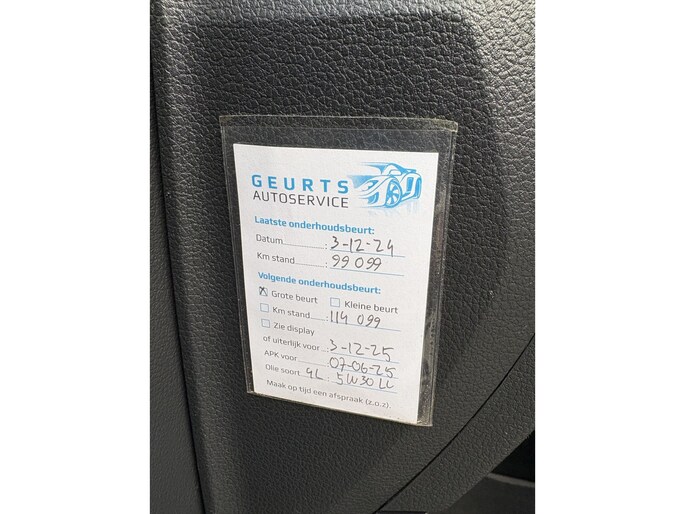 GEURTS
AUTOSERVICE
Laatste onderhoudsbeurt:
Datum : 3-12-24
Km stand : 99 099
Volgende onderhoudsbeurt:
☒ Grote beurt ☐ Kleine beurt
☐ Km stand : 114 099
☐ Zie display
of uiterlijk voor : 3-12-25
APK voor 07-06-25
Olie soort 4L : 5W30 LL
Maak op tijd een afspraak (z.o.z).